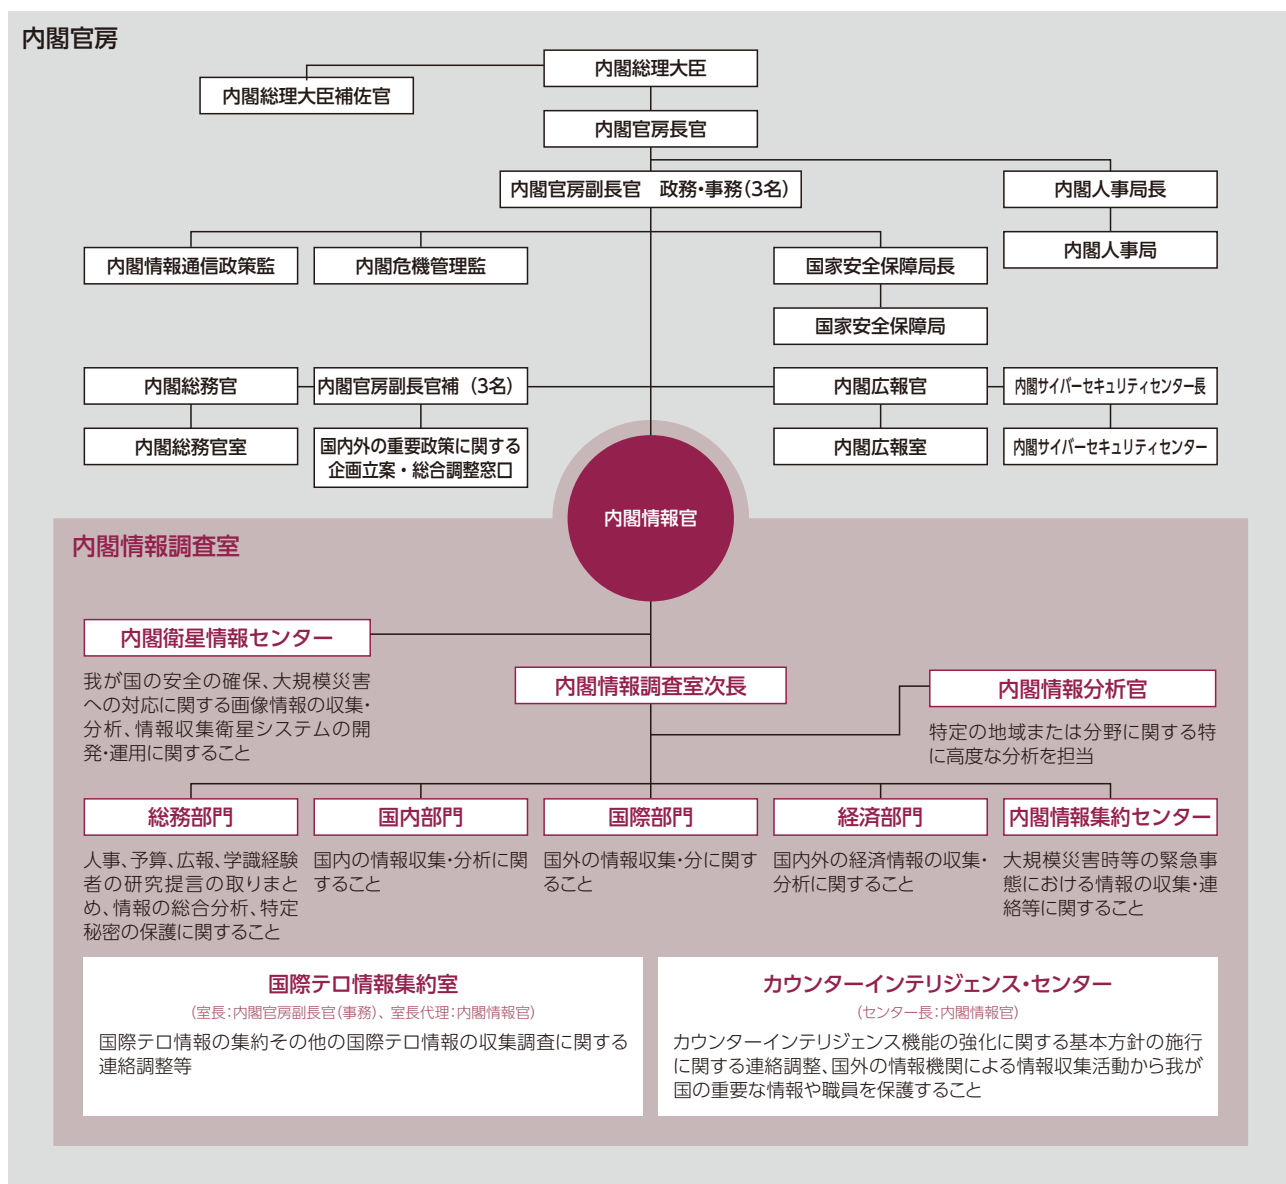 内閣官房
内閣総理大臣
内閣総理大臣補佐官
内閣官房長官
内閣官房副長官　政務・事務(3名)
内閣人事局長
内閣人事局
内閣情報通信政策監
内閣危機管理監
国家安全保障局長
国家安全保障局
内閣総務官
内閣官房副長官補（3名）
内閣広報官
内閣サイバーセキュリティセンター長
内閣総務官室
国内外の重要政策に関する
企画立案・総合調整窓口
内閣広報室
内閣サイバーセキュリティセンター
内閣情報官
内閣情報調査室
内閣衛星情報センター
我が国の安全の確保、大規模災害
への対応に関する画像情報の収集・
分析、情報収集衛星システムの開
発・運用に関すること
内閣情報調査室次長
内閣情報分析官
特定の地域または分野に関する特
に高度な分析を担当
総務部門
人事、予算、広報、学識経験
者の研究提言の取りまと
め、情報の総合分析、特定
秘密の保護に関すること
国内部門
国内の情報収集・分析に関
すること
国際部門
国外の情報収集・分に関す
ること
経済部門
国内外の経済情報の収集・
分析に関すること
内閣情報集約センター
大規模災害時等の緊急事
態における情報の収集・連
絡等に関すること
国際テロ情報集約室
(室長:内閣官房副長官(事務)、室長代理:内閣情報官)
国際テロ情報の集約その他の国際テロ情報の収集調査に関する
連絡調整等
カウンターインテリジェンス・センター
(センター長:内閣情報官)
カウンターインテリジェンス機能の強化に関する基本方針の施行
に関する連絡調整、国外の情報機関による情報収集活動から我が
国の重要な情報や職員を保護すること